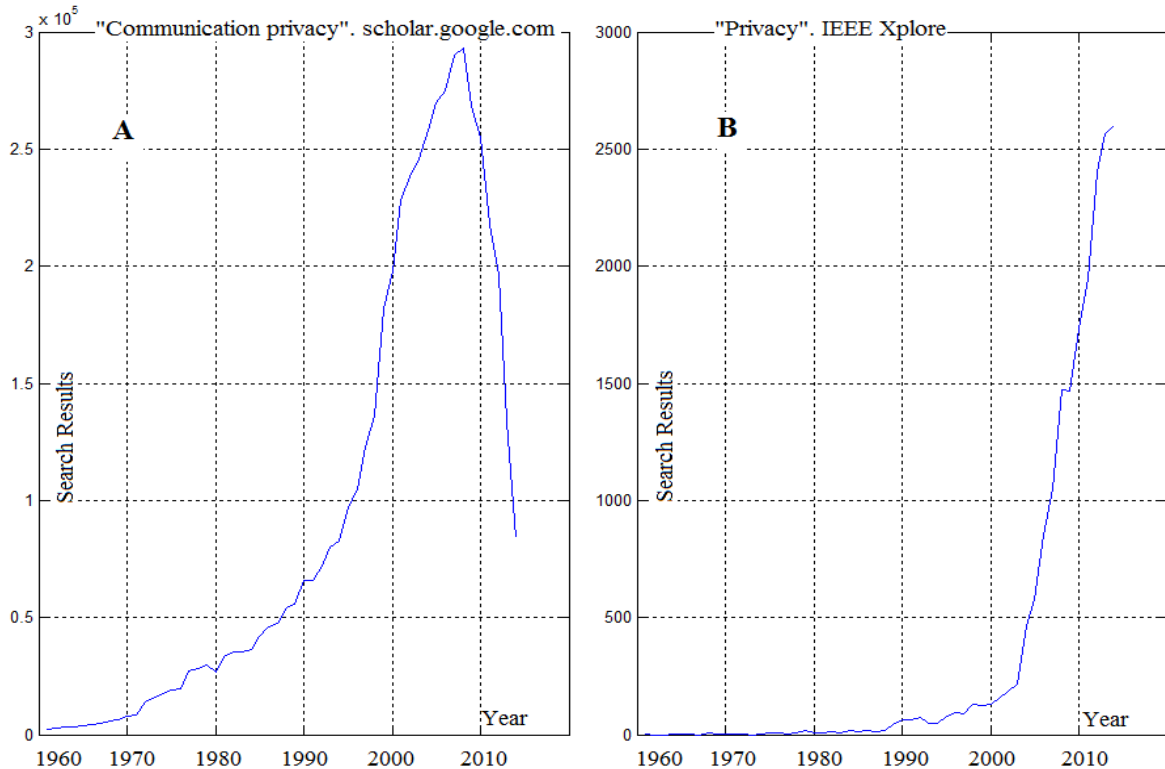 "Communication privacy". scholar.google.com
× 10⁵
A
3
2.5
2
1.5
1
0.5
0
Search Results
Year
1960 1970 1980 1990 2000 2010
"Privacy". IEEE Xplore
B
3000
2500
2000
1500
1000
500
0
Search Results
Year
1960 1970 1980 1990 2000 2010